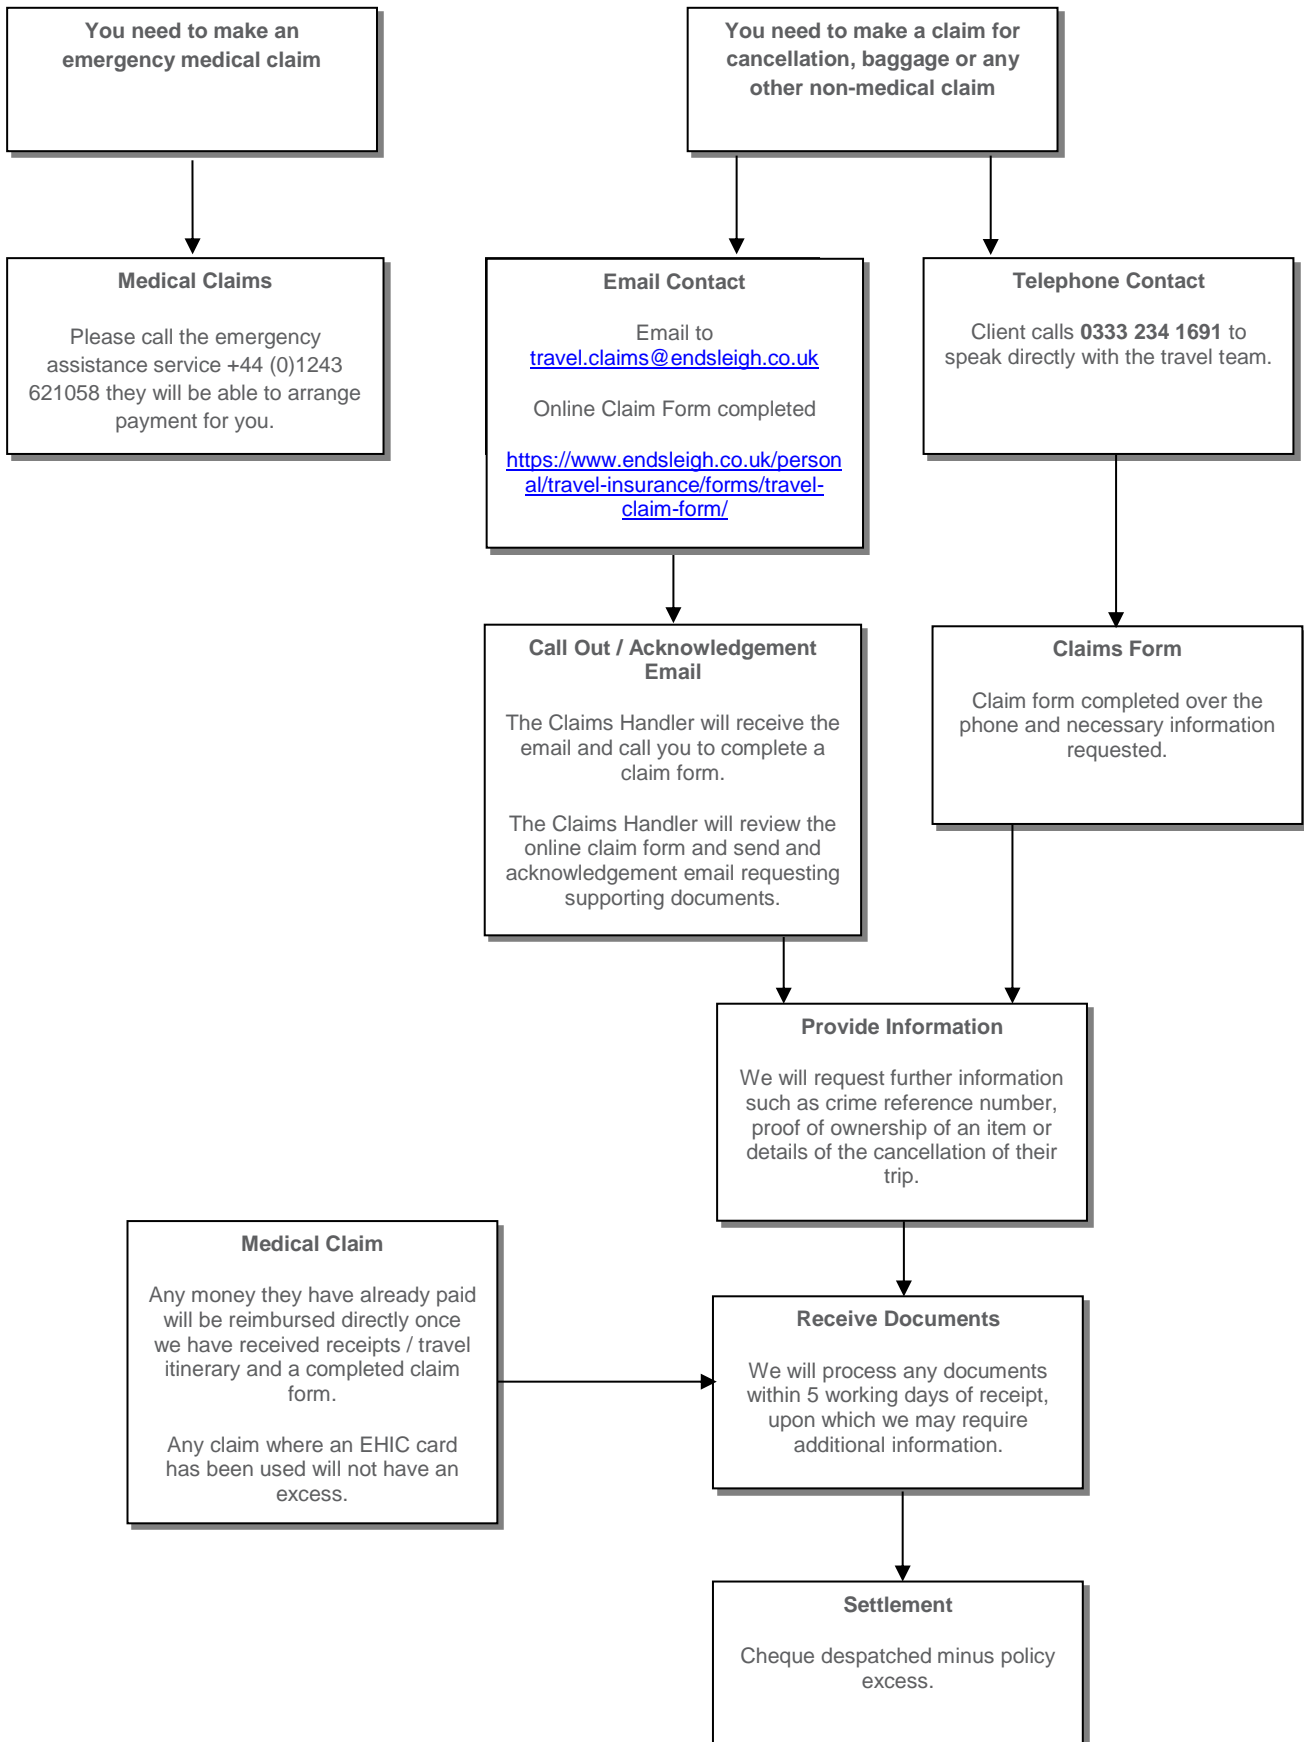 You need to make an
emergency medical claim
You need to make a claim for
cancellation, baggage or any
other non-medical claim
Medical Claims
Please call the emergency
assistance service +44 (0)1243
621058 they will be able to arrange
payment for you.
Email Contact
Email to
travel.claims@endsleigh.co.uk
Online Claim Form completed
https://www.endsleigh.co.uk/person
al/travel-insurance/forms/travel-
claim-form/
Telephone Contact
Client calls 0333 234 1691 to
speak directly with the travel team.
Call Out / Acknowledgement
Email
The Claims Handler will receive the
email and call you to complete a
claim form.
The Claims Handler will review the
online claim form and send and
acknowledgement email requesting
supporting documents.
Claims Form
Claim form completed over the
phone and necessary information
requested.
Provide Information
We will request further information
such as crime reference number,
proof of ownership of an item or
details of the cancellation of their
trip.
Medical Claim
Any money they have already paid
will be reimbursed directly once
we have received receipts / travel
itinerary and a completed claim
form.
Any claim where an EHIC card
has been used will not have an
excess.
Receive Documents
We will process any documents
within 5 working days of receipt,
upon which we may require
additional information.
Settlement
Cheque despatched minus policy
excess.